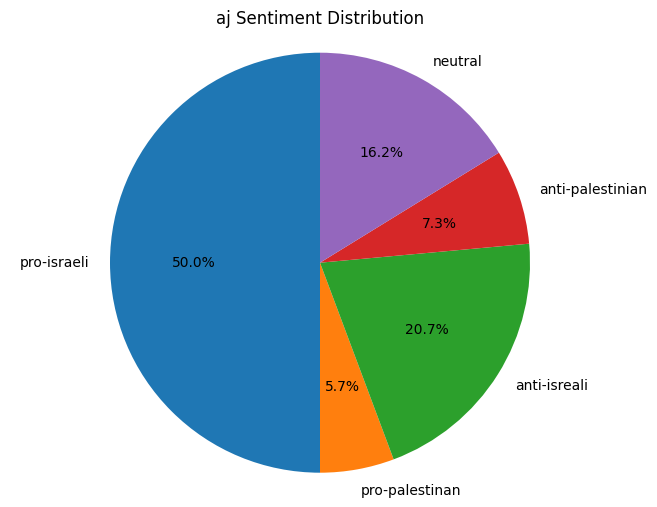 aj Sentiment Distribution
neutral
16.2%
anti-palestinian
7.3%
pro-israeli
50.0%
20.7%
anti-isreali
5.7%
pro-palestinan